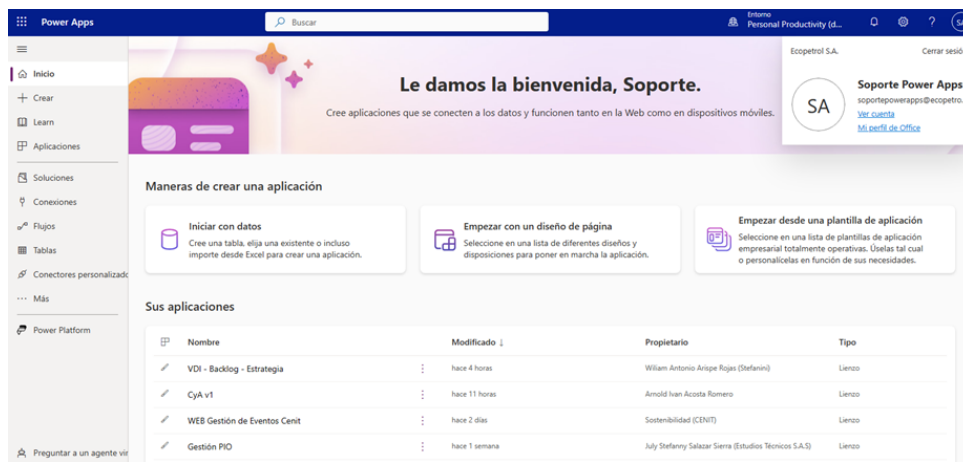 Power Apps
Buscar
Entorno
Personal Productivity (d...
Ecopetrol S.A.
Cerrar sesió
SA
Soporte Power Apps
soportepowerapps@ecopetro.
Ver cuenta
Mi perfil de Office
Inicio
Crear
Learn
Aplicaciones
Soluciones
Conexiones
Flujos
Tablas
Conectores personalizado
Más
Power Platform
Preguntar a un agente vir
Le damos la bienvenida, Soporte.
Cree aplicaciones que se conecten a los datos y funcionen tanto en la Web como en dispositivos móviles.
Maneras de crear una aplicación
Iniciar con datos
Cree una tabla, elija una existente o incluso
importe desde Excel para crear una aplicación.
Empezar con un diseño de página
Seleccione en una lista de diferentes diseños y
disposiciones para poner en marcha la aplicación.
Empezar desde una plantilla de aplicación
Seleccione en una lista de plantillas de aplicación
empresarial totalmente operativas. Úselas tal cual
o personalícelas en función de sus necesidades.
Sus aplicaciones
Nombre Modificado ↓ Propietario Tipo
VDI - Backlog - Estrategia hace 4 horas Wiliam Antonio Arispe Rojas (Stefanini) Lienzo
CyA v1 hace 11 horas Arnold Ivan Acosta Romero Lienzo
WEB Gestión de Eventos Cenit hace 2 días Sostenibilidad (CENIT) Lienzo
Gestión PIO hace 1 semana July Stefanny Salazar Sierra (Estudios Técnicos S.A.S) Lienzo